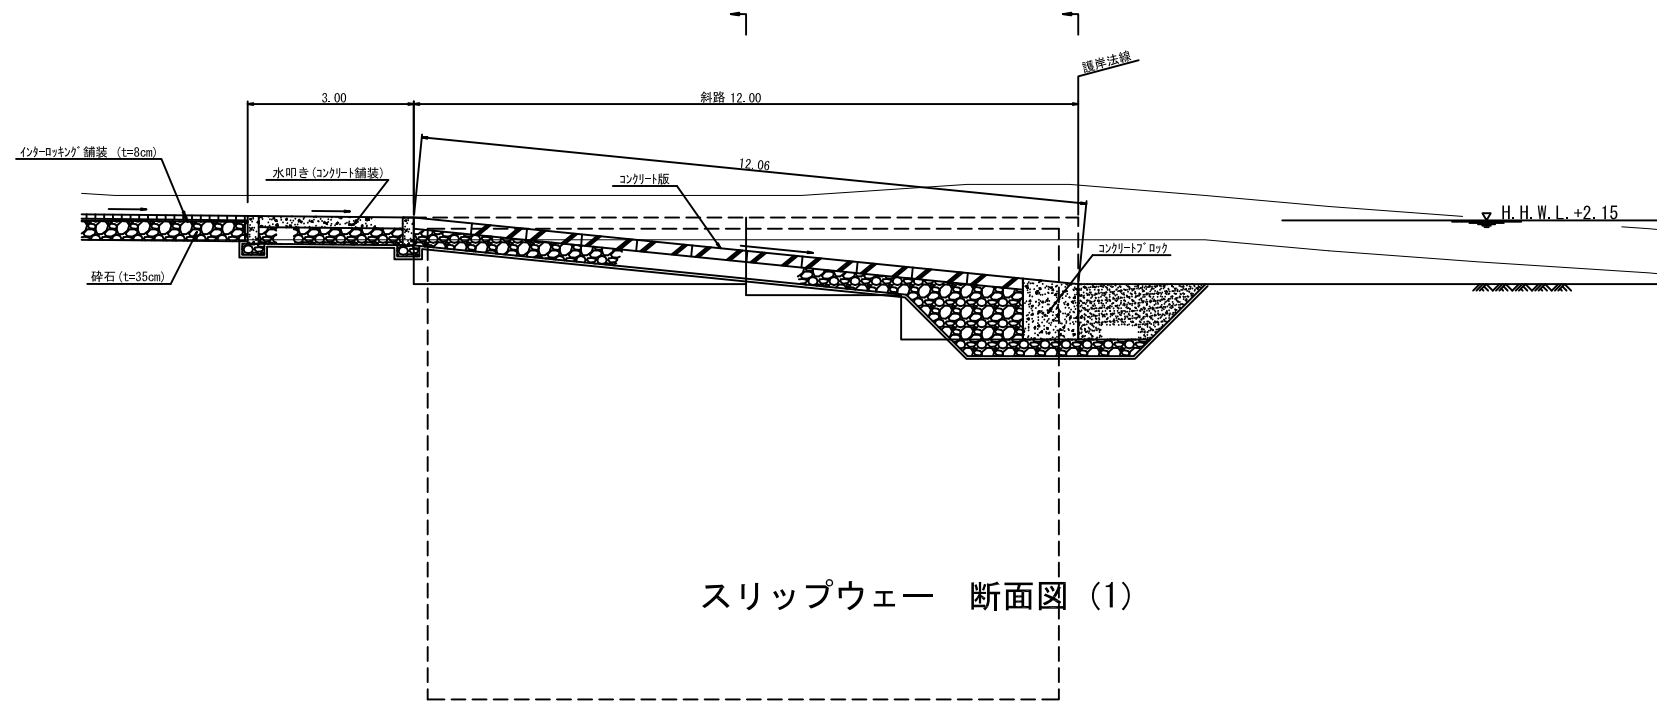 護岸法線
3.00
斜路 12.00
インターロッキング舗装 (t=8cm)
水叩き(コンクリート舗装)
12.06
コンクリート版
H.H.W.L.+2.15
コンクリートブロック
砕石(t=35cm)
スリップウェー 断面図 (1)